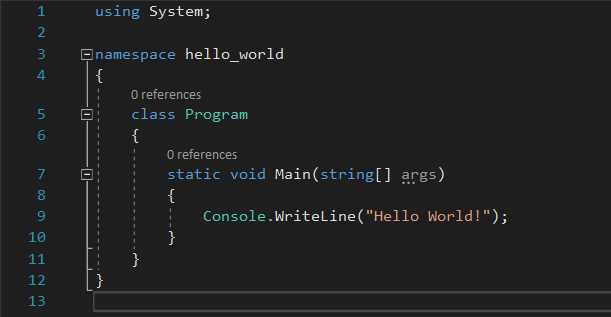 1 using System;
2
3 namespace hello_world
4 {
0 references
5 class Program
6 {
0 references
7 static void Main(string[] args)
8 {
9 Console.WriteLine("Hello World!");
10 }
11 }
12 }
13